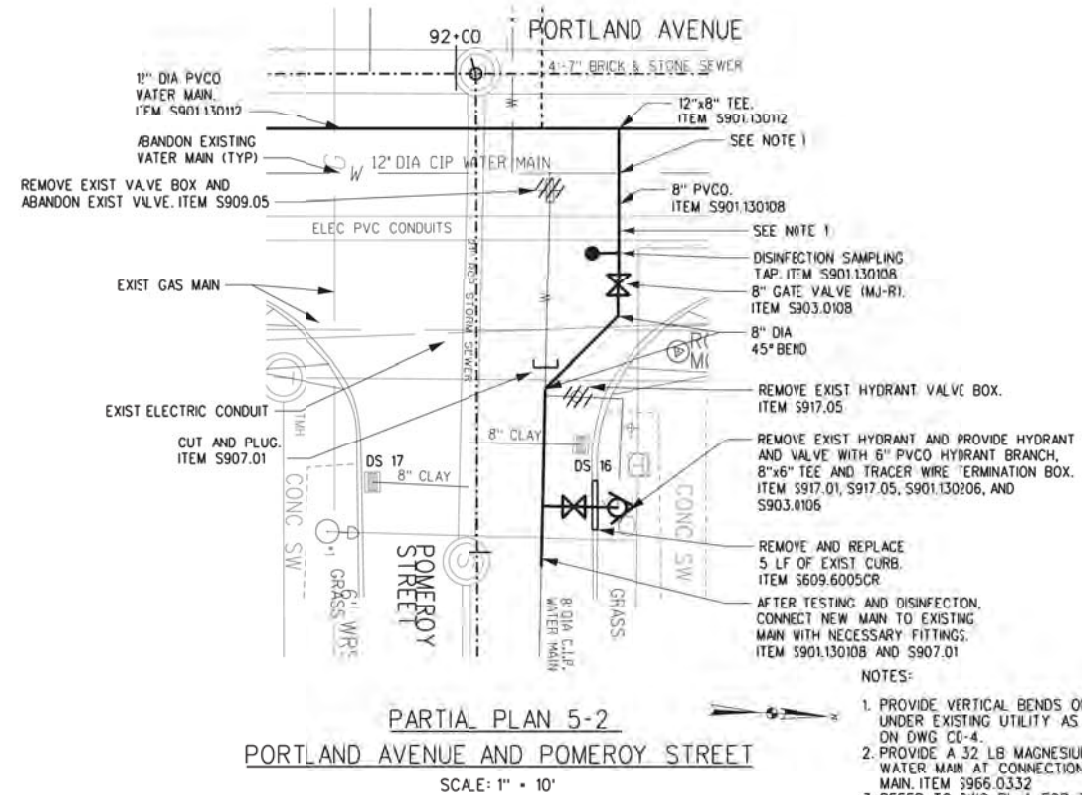 PORTLAND AVENUE
92+CO
4'-7" BRICK & STONE SEWER
DIA PVCO
WATER MAIN.
ITEM S901.130112
ABANDON EXISTING
WATER MAIN (TYP)
12" DIA CIP WATER MAIN
W
REMOVE EXIST VALVE BOX AND
ABANDON EXIST VALVE. ITEM S909.05
ELEC PVC CONDUITS
EXIST GAS MAIN
STORM SEWER
EXIST ELECTRIC CONDUIT
CUT AND PLUG.
ITEM S907.01
TMH
DS 17
8" CLAY
8" CLAY
DS 16
CONC SW
GRASS
POMEROY
STREET
8" DIA C.I.P.
WATER MAIN
GRASS
CONC SW
12"x8" TEE.
ITEM S901.130112
SEE NOTE 1
8" PVCO.
ITEM S901.130108
SEE NOTE 1
DISINFECTION SAMPLING
TAP. ITEM S901.130108
8" GATE VALVE (MJ-R).
ITEM S903.0108
8" DIA
45° BEND
REMOVE EXIST HYDRANT VALVE BOX.
ITEM S917.05
REMOVE EXIST HYDRANT AND PROVIDE HYDRANT
AND VALVE WITH 6" PVCO HYDRANT BRANCH,
8"x6" TEE AND TRACER WIRE TERMINATION BOX.
ITEM S917.01, S917.05, S901.130206, AND
S903.0106
REMOVE AND REPLACE
5 LF OF EXIST CURB.
ITEM S609.6005CR
AFTER TESTING AND DISINFECTON,
CONNECT NEW MAIN TO EXISTING
MAIN WITH NECESSARY FITTINGS.
ITEM S901.130108 AND S907.01
PARTIAL PLAN 5-2
PORTLAND AVENUE AND POMEROY STREET
SCALE: 1" = 10'
NOTES:
1. PROVIDE VERTICAL BENDS
UNDER EXISTING UTILITY AS
ON DWG
2. PROVIDE A 32 LB
WATER MAIN AT CONNECTION
MAIN. ITEM S966.0332